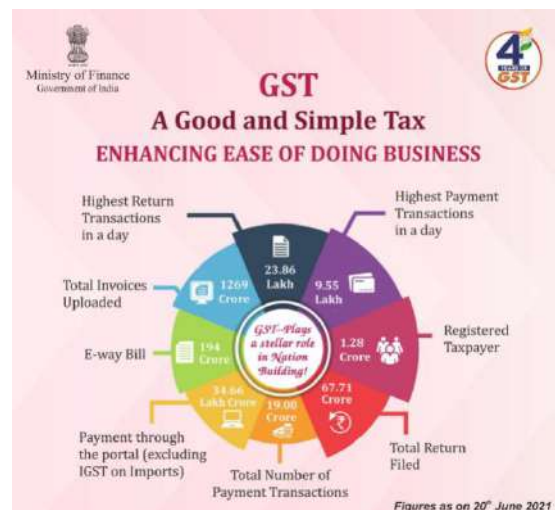 Ministry of Finance
Government of India
4
YEARS OF
GST
GST
A Good and Simple Tax
ENHANCING EASE OF DOING BUSINESS
Highest Return
Transactions
in a day
23.86
Lakh
Highest Payment
Transactions
in a day
9.55
Lakh
Registered
Taxpayer
1.28
Crore
Total Return
Filed
67.71
Crore
Total Number of
Payment Transactions
19.00
Crore
Payment through
the portal (excluding
IGST on Imports)
34.66
Lakh Crore
E-way Bill
194
Crore
Total Invoices
Uploaded
1269
Crore
GST-Plays
a stellar role
in Nation
Building!
Figures as on 20th June 2021